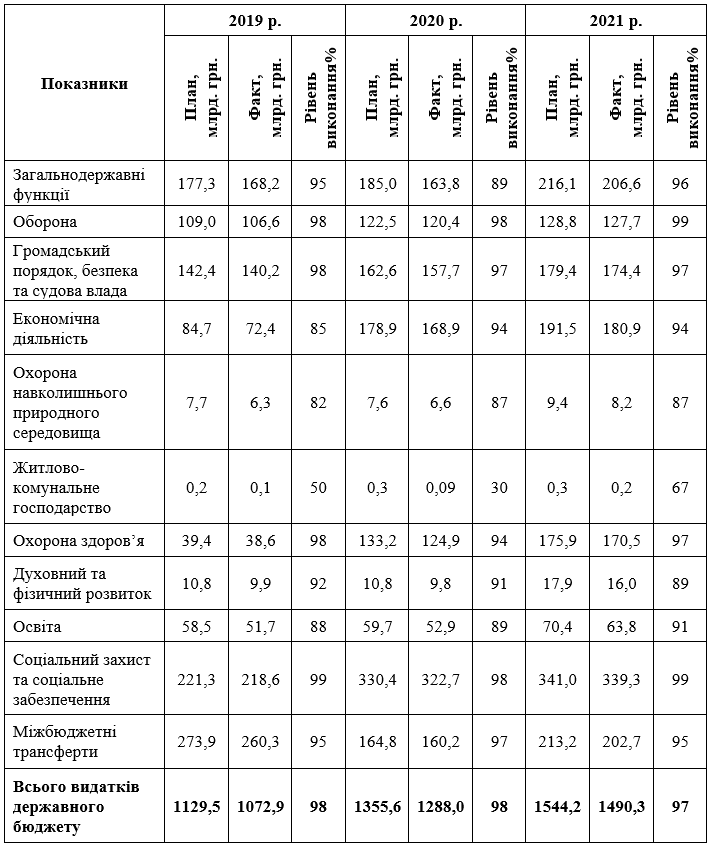 Показники
2019 р.
2020 р.
2021 р.
План, млрд. грн.
Факт, млрд. грн.
Рівень виконання%
План, млрд. грн.
Факт, млрд. грн.
Рівень виконання%
План, млрд. грн.
Факт, млрд. грн.
Рівень виконання%
Загальнодержавні
функції
177,3 168,2 95 185,0 163,8 89 216,1 206,6 96
Оборона 109,0 106,6 98 122,5 120,4 98 128,8 127,7 99
Громадський
порядок, безпека
та судова влада
142,4 140,2 98 162,6 157,7 97 179,4 174,4 97
Економічна
діяльність
84,7 72,4 85 178,9 168,9 94 191,5 180,9 94
Охорона
навколишнього
природного
середовища
7,7 6,3 82 7,6 6,6 87 9,4 8,2 87
Житлово-
комунальне
господарство
0,2 0,1 50 0,3 0,09 30 0,3 0,2 67
Охорона здоров’я 39,4 38,6 98 133,2 124,9 94 175,9 170,5 97
Духовний та
фізичний розвиток
10,8 9,9 92 10,8 9,8 91 17,9 16,0 89
Освіта 58,5 51,7 88 59,7 52,9 89 70,4 63,8 91
Соціальний захист
та соціальне
забезпечення
221,3 218,6 99 330,4 322,7 98 341,0 339,3 99
Міжбюджетні
трансферти
273,9 260,3 95 164,8 160,2 97 213,2 202,7 95
Всього видатків
державного
бюджету
1129,5 1072,9 98 1355,6 1288,0 98 1544,2 1490,3 97